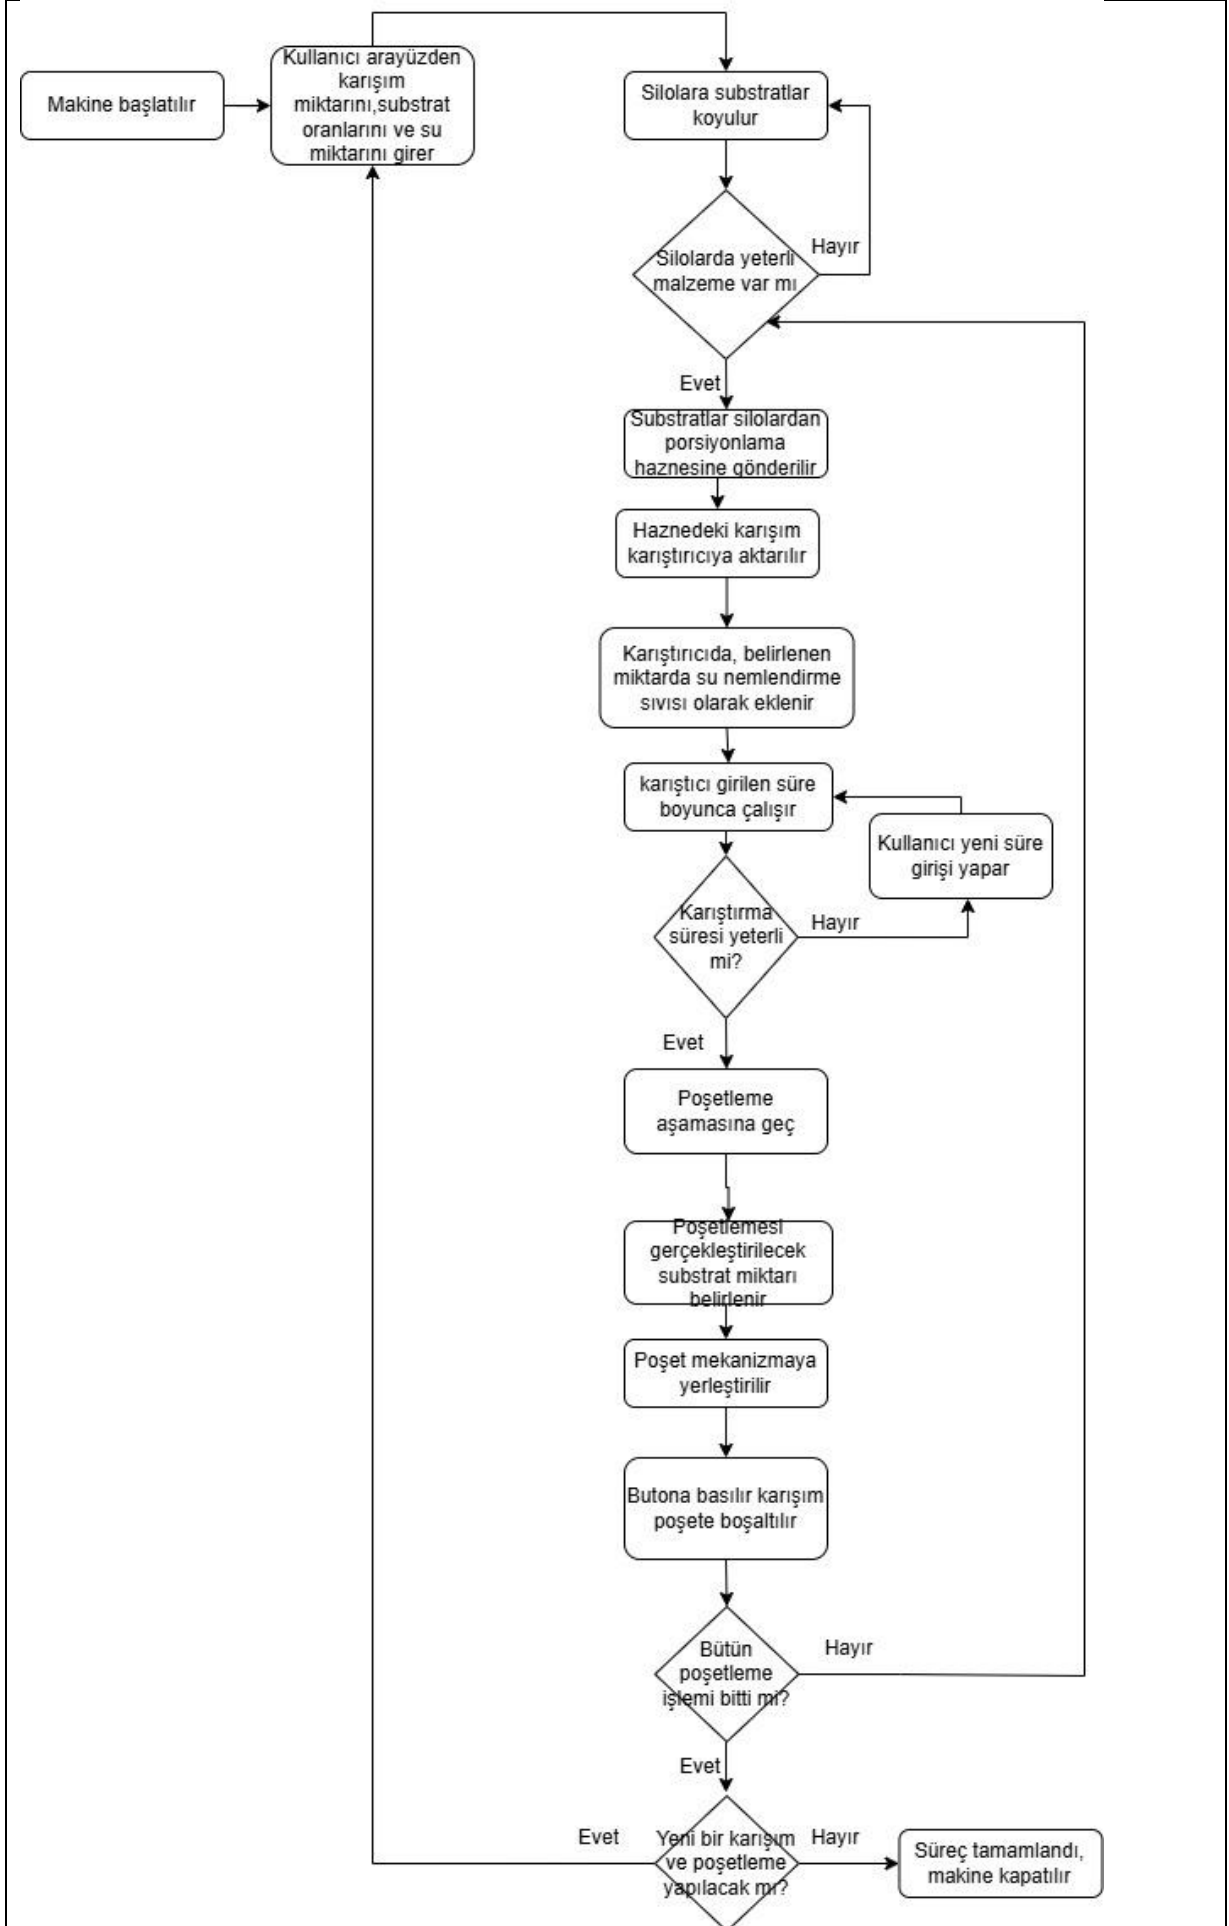 Makine başlatılır
Kullanıcı arayüzden
karışım
miktarını,substrat
oranlarını ve su
miktarını girer
Silolara substratlar
koyulur
Silolarda yeterli
malzeme var mı
Hayır
Evet
Substratlar silolardan
porsiyonlama
haznesine gönderilir
Haznedeki karışım
karıştırıcıya aktarılır
Karıştırıcıda, belirlenen
miktarda su nemlendirme
sıvısı olarak eklenir
karıştıcı girilen süre
boyunca çalışır
Kullanıcı yeni süre
girişi yapar
Karıştırma
süresi yeterli
mi?
Hayır
Evet
Poşetleme
aşamasına geç
Poşetlemesi
gerçekleştirilecek
substrat miktarı
belirlenir
Poşet mekanizmaya
yerleştirilir
Butona basılır karışım
poşete boşaltılır
Bütün
poşetleme
işlemi bitti mi?
Hayır
Evet
Yeni bir karışım
ve poşetleme
yapılacak mı?
Evet
Hayır
Süreç tamamlandı,
makine kapatılır